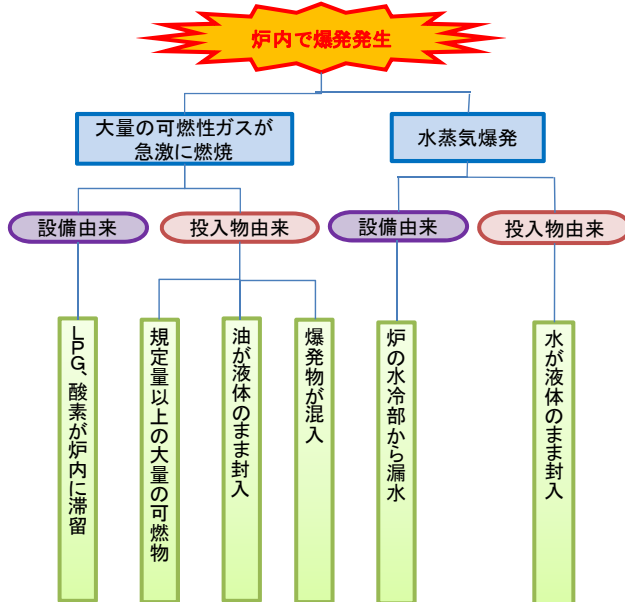 炉内で爆発発生
大量の可燃性ガスが
急激に燃焼
水蒸気爆発
設備由来
投入物由来
設備由来
投入物由来
LPG、酸素が炉内に滞留
規定量以上の大量の可燃物
油が液体のまま封入
爆発物が混入
炉の水冷部から漏水
水が液体のまま封入